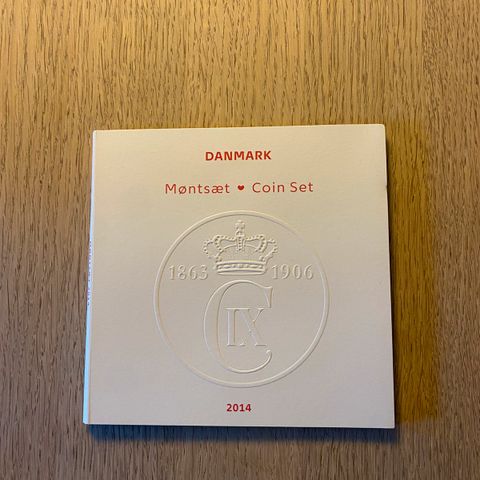 DANMARK
Møntsæt ♥ Coin Set
1863 1906
C IX
2014